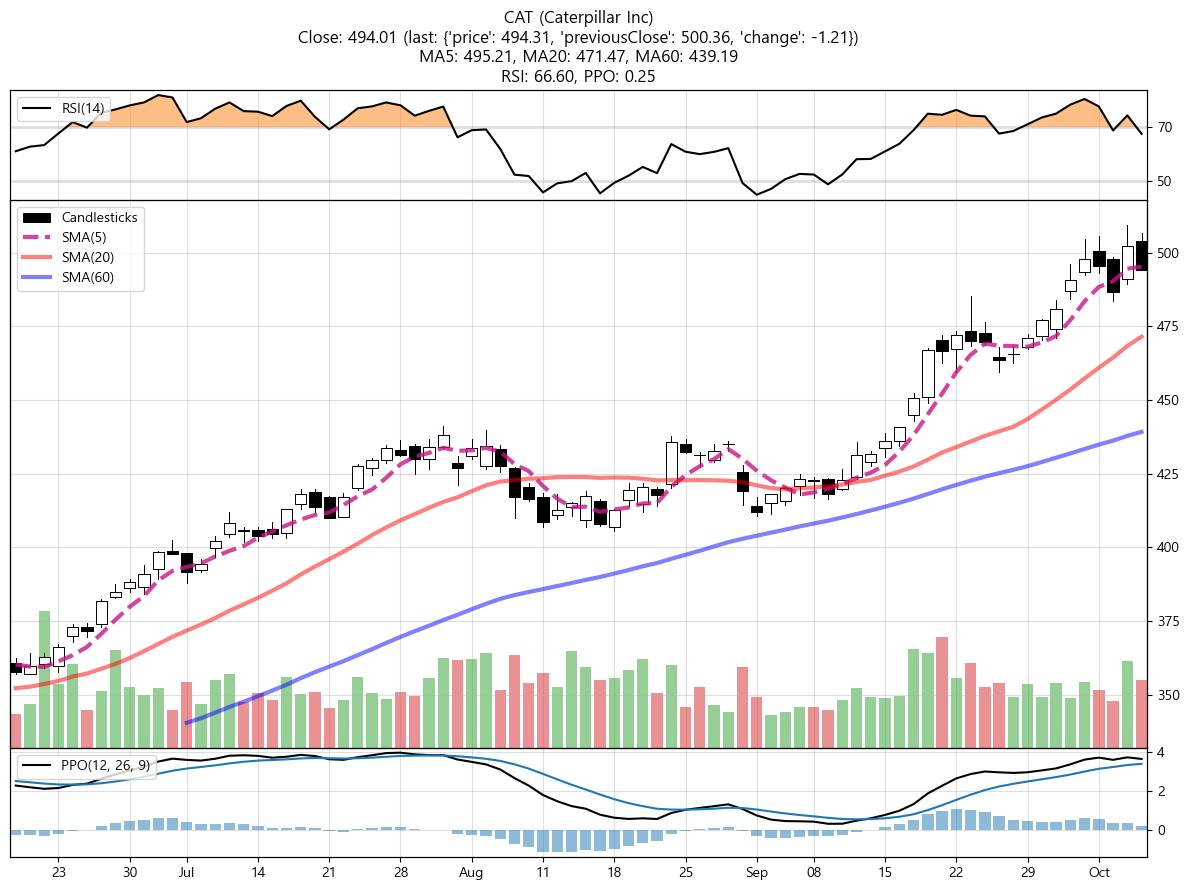 CAT (Caterpillar Inc)
Close: 494.01 (last: {'price': 494.31, 'previousClose': 500.36, 'change': -1.21})
MA5: 495.21, MA20: 471.47, MA60: 439.19
RSI: 66.60, PPO: 0.25
RSI(14)
70
50
Candlesticks
SMA(5)
SMA(20)
SMA(60)
500
475
450
425
400
375
350
PPO(12, 26, 9)
4
2
0
23 30 Jul 14 21 28 Aug 11 18 25 Sep 08 15 22 29 Oct